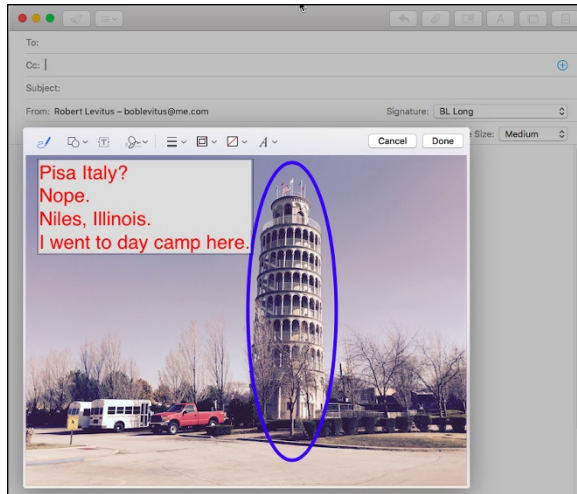 To:
Cc:
Subject:
From: Robert Levitus – boblevitus@me.com
Signature: BL Long
e Size: Medium
Cancel Done
Pisa Italy?
Nope.
Niles, Illinois.
I went to day camp here.